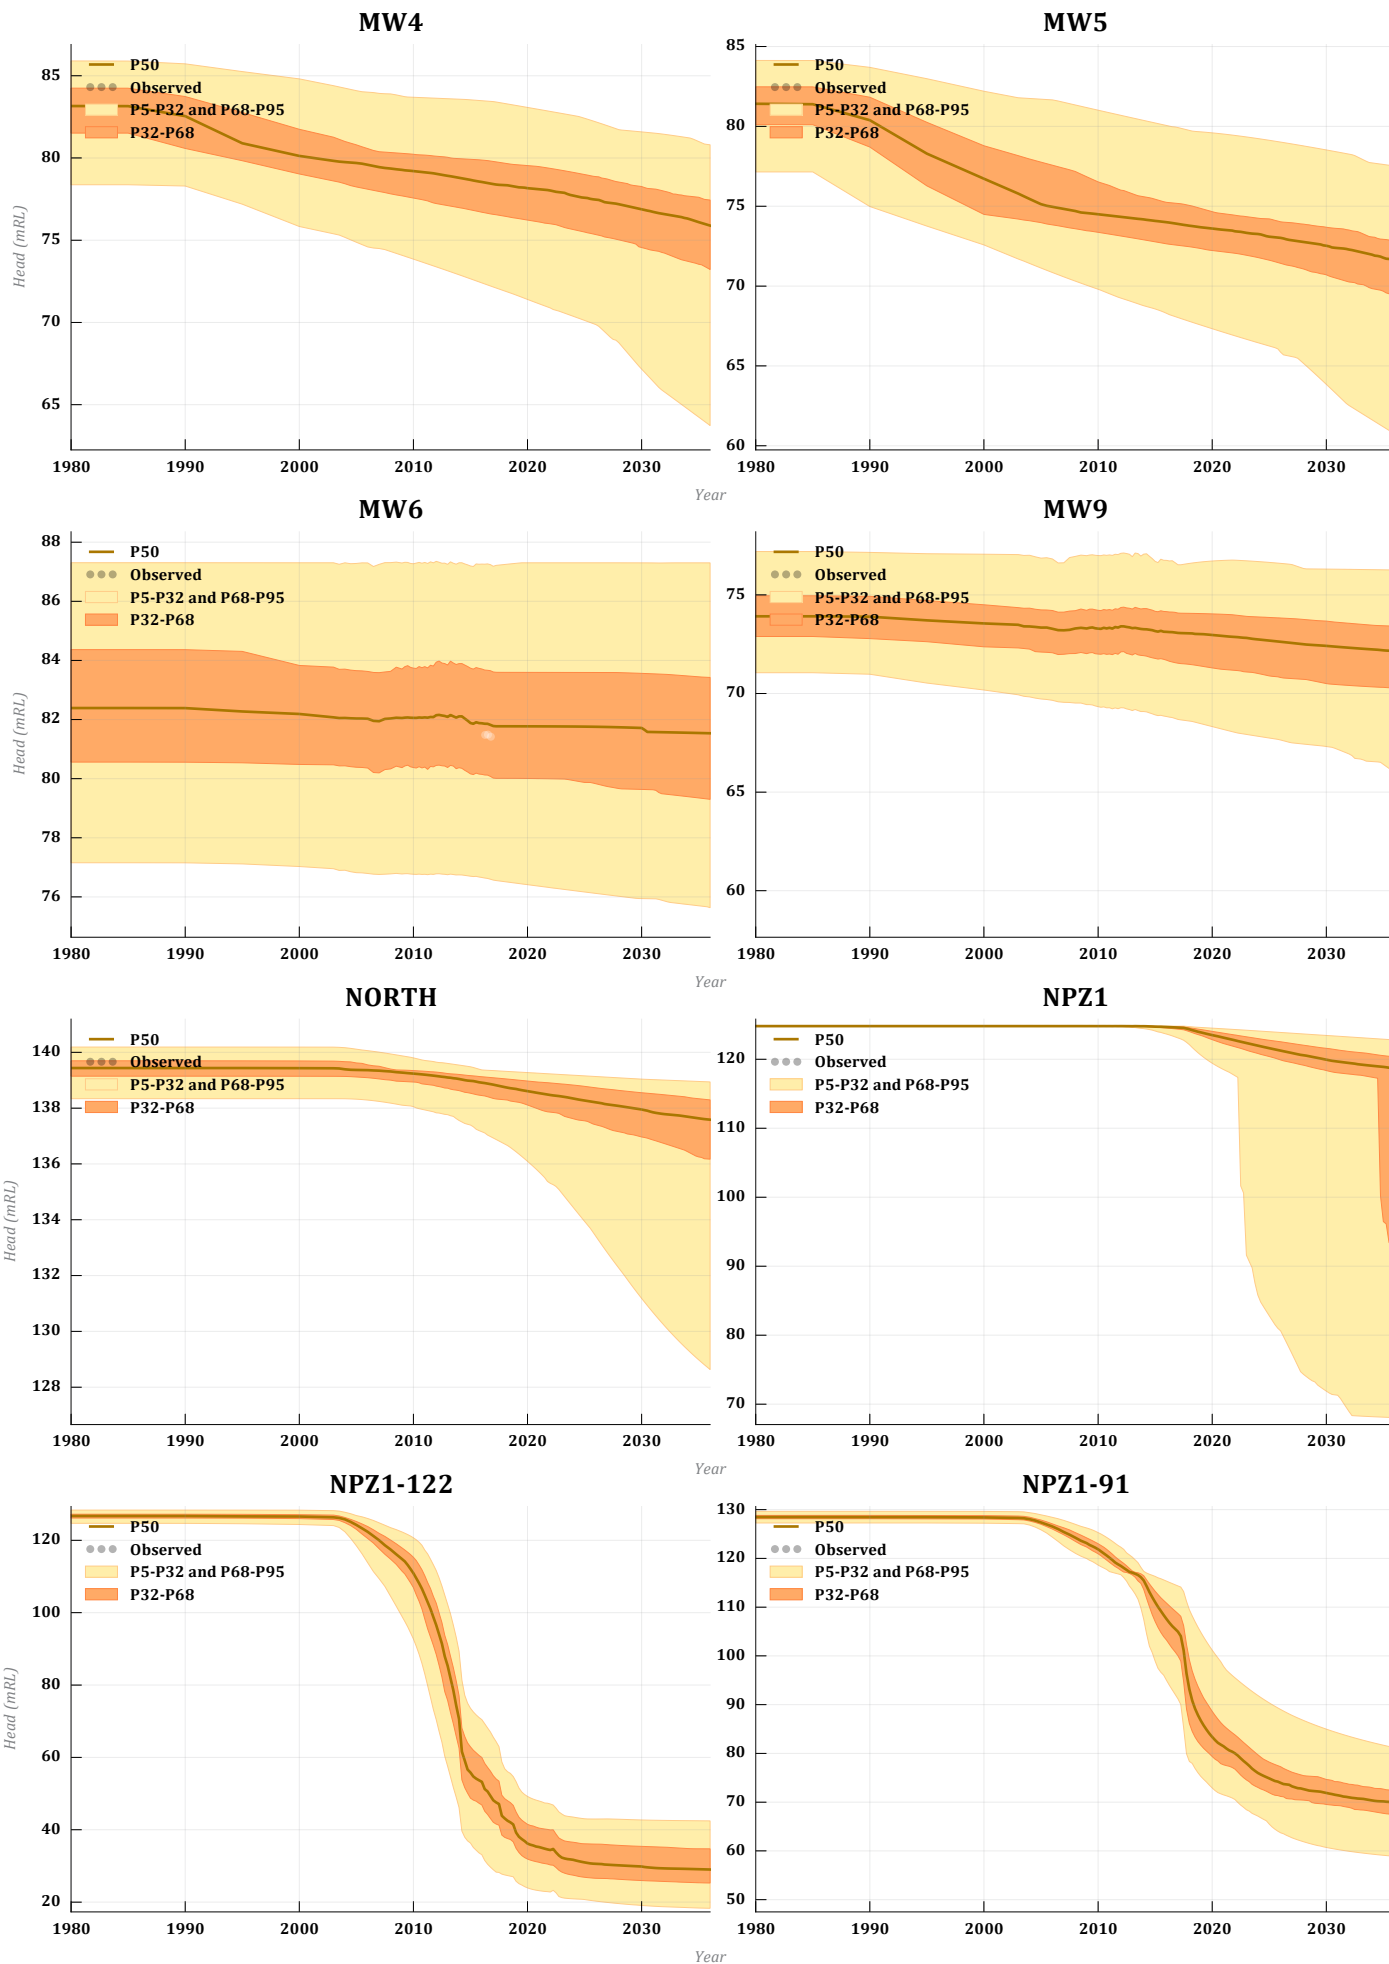 MW4
P50
Observed
P5-P32 and P68-P95
P32-P68
85
80
75
70
65
Head (mRL)
1980 1990 2000 2010 2020 2030
MW5
P50
Observed
P5-P32 and P68-P95
P32-P68
85
80
75
70
65
60
1980 1990 2000 2010 2020 2030
Year
MW6
P50
Observed
P5-P32 and P68-P95
P32-P68
88
86
84
82
80
78
76
Head (mRL)
1980 1990 2000 2010 2020 2030
MW9
P50
Observed
P5-P32 and P68-P95
P32-P68
75
70
65
60
1980 1990 2000 2010 2020 2030
Year
NORTH
P50
Observed
P5-P32 and P68-P95
P32-P68
140
138
136
134
132
130
128
Head (mRL)
1980 1990 2000 2010 2020 2030
NPZ1
P50
Observed
P5-P32 and P68-P95
P32-P68
120
110
100
90
80
70
1980 1990 2000 2010 2020 2030
Year
NPZ1-122
P50
Observed
P5-P32 and P68-P95
P32-P68
120
100
80
60
40
20
Head (mRL)
1980 1990 2000 2010 2020 2030
NPZ1-91
P50
Observed
P5-P32 and P68-P95
P32-P68
130
120
110
100
90
80
70
60
50
1980 1990 2000 2010 2020 2030
Year